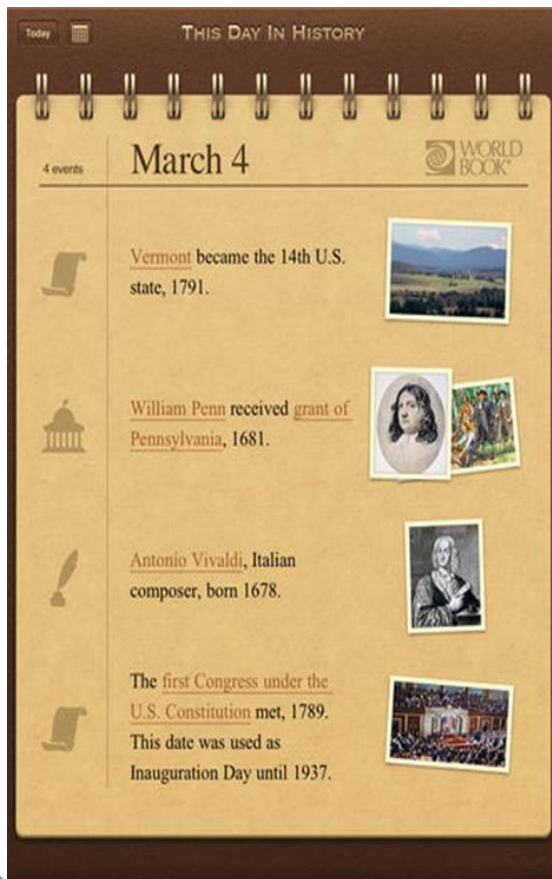 Today
THIS DAY IN HISTORY
4 events
March 4
WORLD
BOOK®
Vermont became the 14th U.S.
state, 1791.
William Penn received grant of
Pennsylvania, 1681.
Antonio Vivaldi, Italian
composer, born 1678.
The first Congress under the
U.S. Constitution met, 1789.
This date was used as
Inauguration Day until 1937.